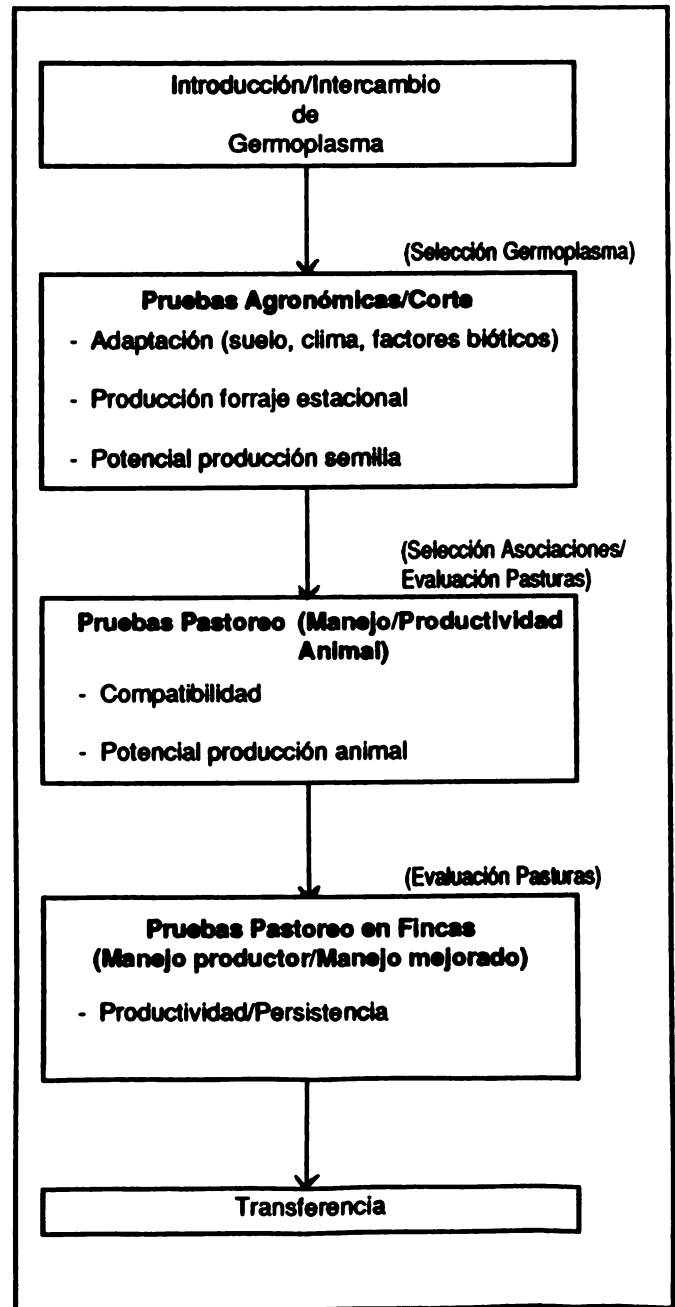 Introducción/Intercambio
de
Germoplasma
(Selección Germoplasma)
Pruebas Agronómicas/Corte
- Adaptación (suelo, clima, factores bióticos)
- Producción forraje estacional
- Potencial producción semilla
(Selección Asociaciones/
Evaluación Pasturas)
Pruebas Pastoreo (Manejo/Productividad
Animal)
- Compatibilidad
- Potencial producción animal
(Evaluación Pasturas)
Pruebas Pastoreo en Fincas
(Manejo productor/Manejo mejorado)
- Productividad/Persistencia
Transferencia